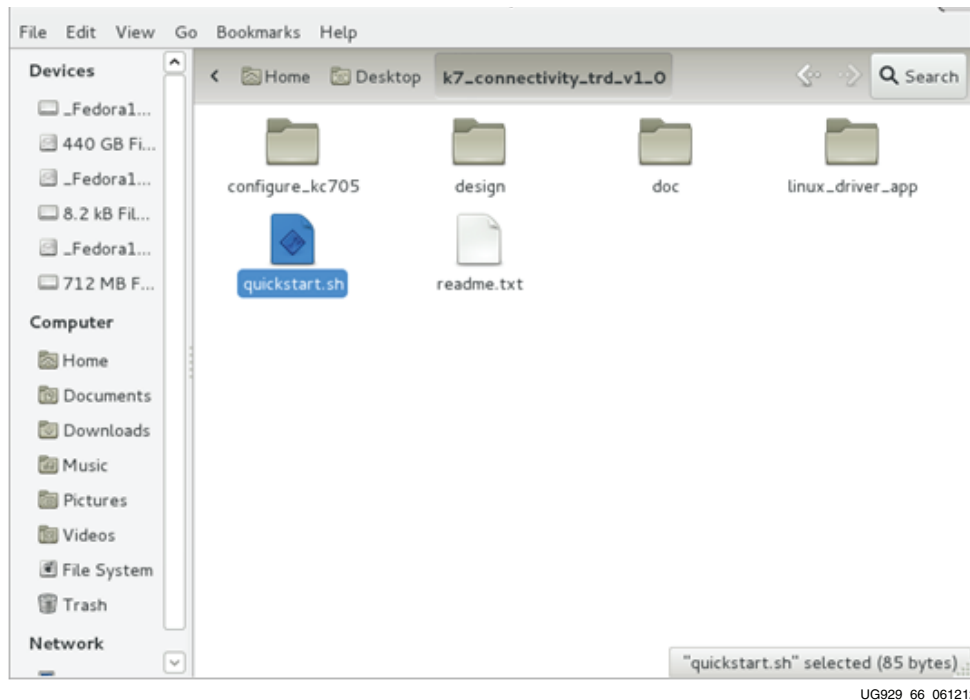 File Edit View Go Bookmarks Help
Devices
_Fedora1...
440 GB Fi...
_Fedora1...
8.2 kB Fil...
_Fedora1...
712 MB F...
Computer
Home
Documents
Downloads
Music
Pictures
Videos
File System
Trash
Network
Home Desktop k7_connectivity_trd_v1_0 Search
configure_kc705 design doc linux_driver_app
quickstart.sh readme.txt
"quickstart.sh" selected (85 bytes)
UG929_66_06121